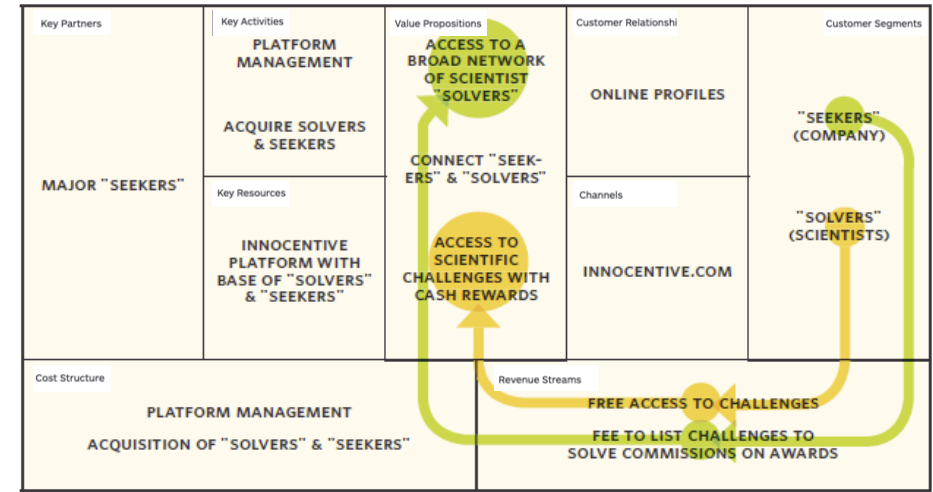 Key Partners
MAJOR "SEEKERS"
Key Activities
PLATFORM
MANAGEMENT
ACQUIRE SOLVERS
& SEEKERS
Key Resources
INNOCENTIVE
PLATFORM WITH
BASE OF "SOLVERS"
& "SEEKERS"
Value Propositions
ACCESS TO A
BROAD NETWORK
OF SCIENTIST
"SOLVERS"
CONNECT "SEEK-
ERS" & "SOLVERS"
ACCESS TO
SCIENTIFIC
CHALLENGES WITH
CASH REWARDS
Customer Relationshi
ONLINE PROFILES
Channels
INNOCENTIVE.COM
Customer Segments
"SEEKERS"
(COMPANY)
"SOLVERS"
(SCIENTISTS)
Cost Structure
PLATFORM MANAGEMENT
ACQUISITION OF "SOLVERS" & "SEEKERS"
Revenue Streams
FREE ACCESS TO CHALLENGES
FEE TO LIST CHALLENGES TO
SOLVE COMMISSIONS ON AWARDS